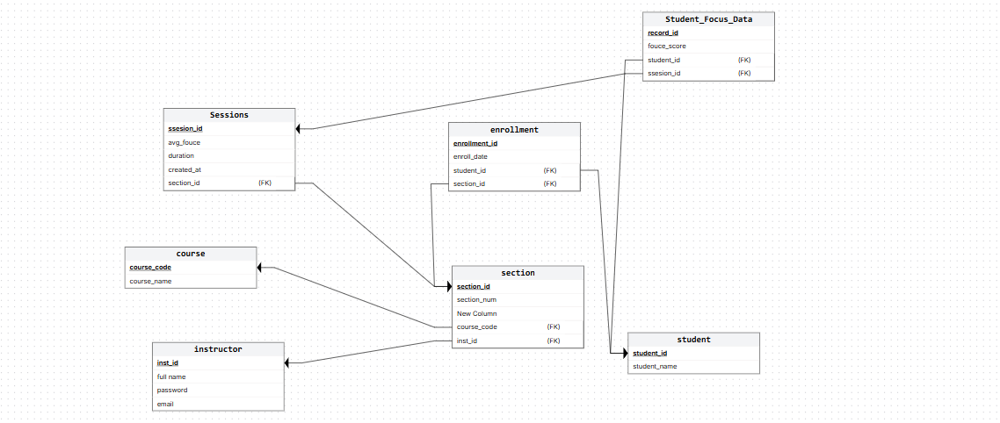 Student_Focus_Data
record_id
fouce_score
student_id (FK)
ssesion_id (FK)
Sessions
ssesion_id
avg_fouce
duration
created_at
section_id (FK)
enrollment
enrollment_id
enroll_date
student_id (FK)
section_id (FK)
course
course_code
course_name
section
section_id
section_num
New Column
course_code (FK)
inst_id (FK)
instructor
inst_id
full name
password
email
student
student_id
student_name